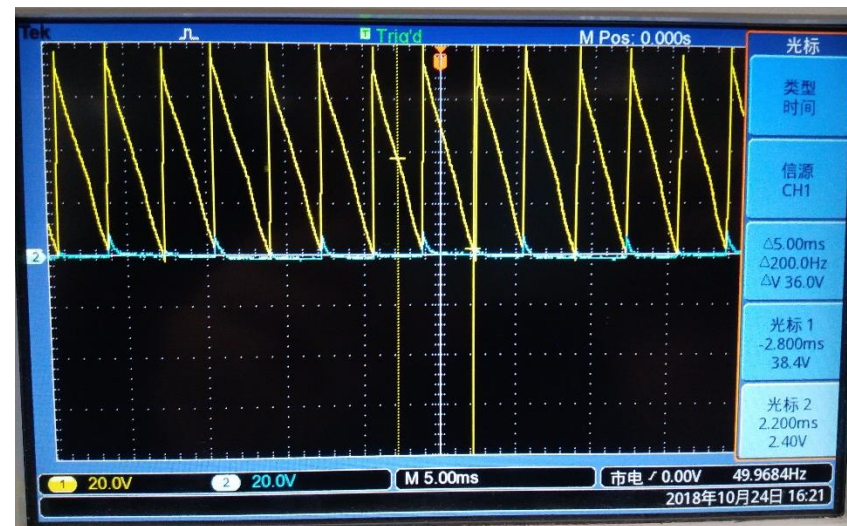 Tek
T Trig'd
M Pos: 0.000s
T
2
光标
类型
时间
信源
CH1
△5.00ms
△200.0Hz
△V 36.0V
光标 1
-2.800ms
38.4V
光标 2
2.200ms
2.40V
1 20.0V
2 20.0V
M 5.00ms
市电 / 0.00V 49.9684Hz
2018年10月24日 16:21